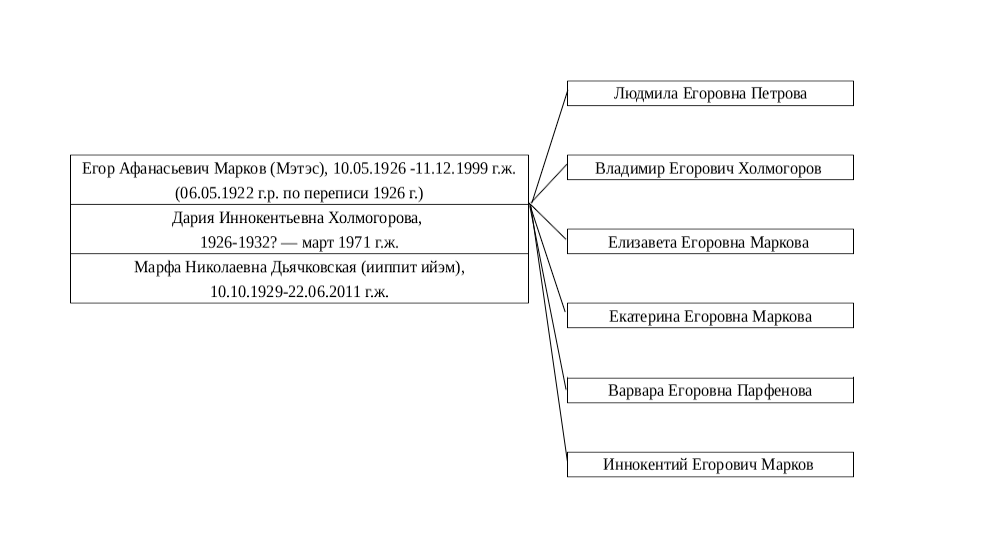 Людмила Егоровна Петрова
Егор Афанасьевич Марков (Мэтэс), 10.05.1926 -11.12.1999 г.ж.
(06.05.1922 г.р. по переписи 1926 г.)
Дария Иннокентьевна Холмогорова,
1926-1932? — март 1971 г.ж.
Марфа Николаевна Дьячковская (ииппит ийэм),
10.10.1929-22.06.2011 г.ж.
Владимир Егорович Холмогоров
Елизавета Егоровна Маркова
Екатерина Егоровна Маркова
Варвара Егоровна Парфенова
Иннокентий Егорович Марков